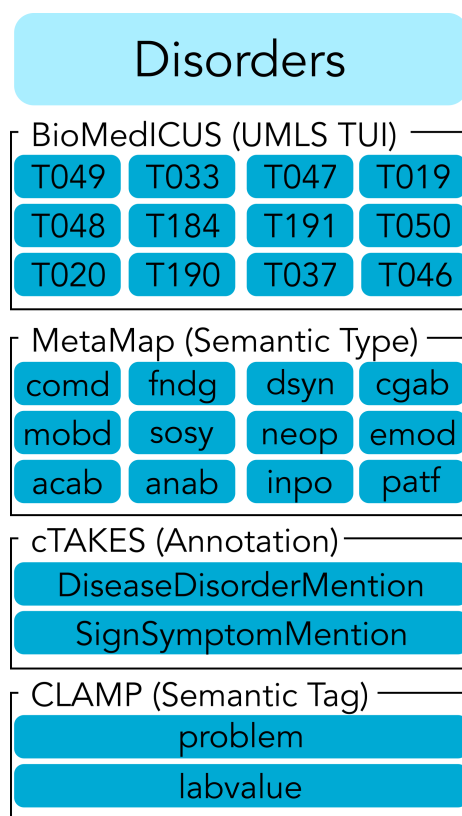 Disorders
BioMedICUS (UMLS TUI)
T049 T033 T047 T019
T048 T184 T191 T050
T020 T190 T037 T046
MetaMap (Semantic Type)
comd fndg dsyn cgab
mobd sosy neop emod
acab anab inpo patf
cTAKES (Annotation)
DiseaseDisorderMention
SignSymptomMention
CLAMP (Semantic Tag)
problem
labvalue